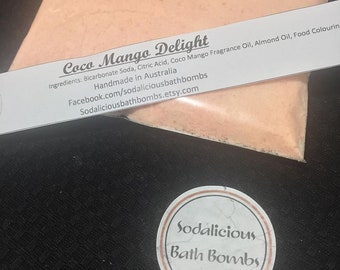 Coco Mango Delight
Ingredients: Bicarbonate Soda, Citric Acid, Coco Mango Fragrance Oil, Almond Oil, Food Colouring
Handmade in Australia
Facebook.com/sodaliciousbathbombs
Sodaliciousbathbombs.etsy.com
Sodalicious
Bath Bombs